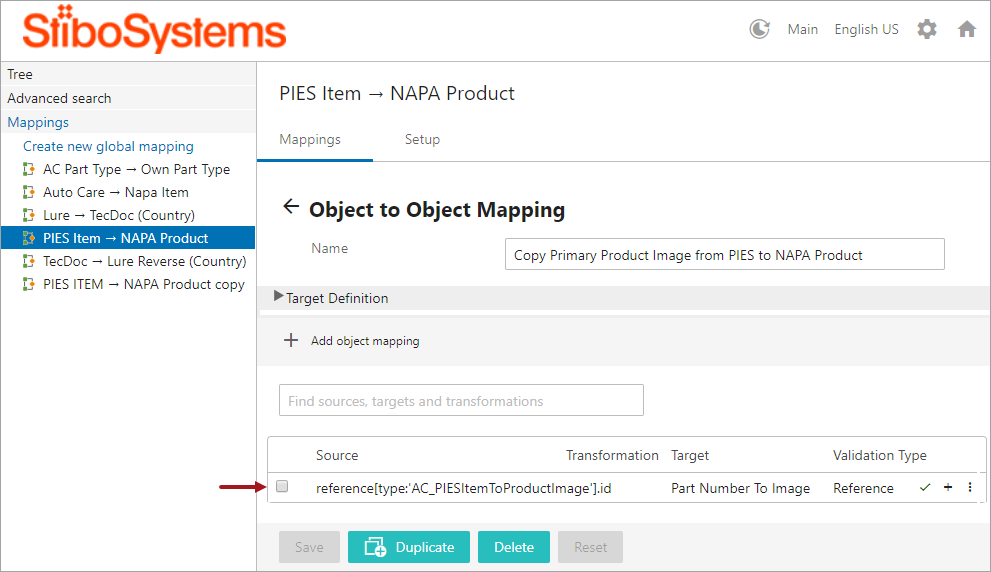 StiboSystems
Main English US
Tree
Advanced search
Mappings
Create new global mapping
AC Part Type → Own Part Type
Auto Care → Napa Item
Lure → TecDoc (Country)
PIES Item → NAPA Product
TecDoc → Lure Reverse (Country)
PIES ITEM → NAPA Product copy
PIES Item → NAPA Product
Mappings Setup
Object to Object Mapping
Name Copy Primary Product Image from PIES to NAPA Product
Target Definition
Add object mapping
Find sources, targets and transformations
Source Transformation Target Validation Type
reference[type:'AC_PIESItemToProductImage'].id Part Number To Image Reference
Save Duplicate Delete Reset